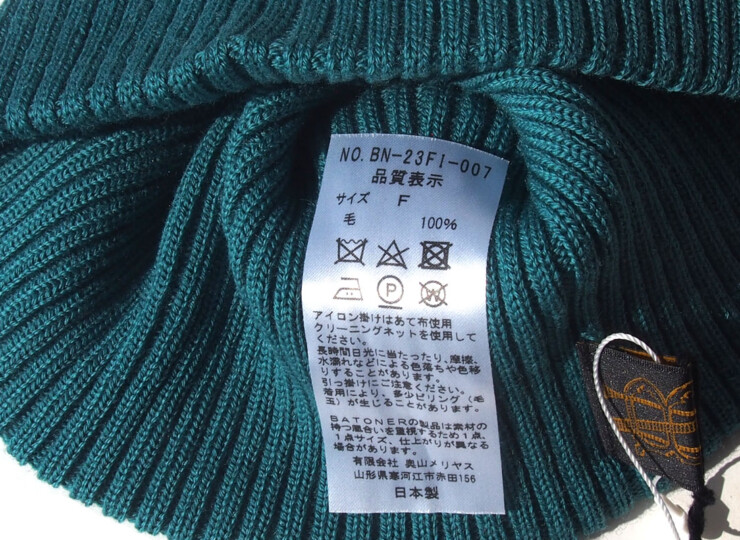 NO. BN-23FI-007
品質表示
サイズ F
毛 100%
P
W
アイロン掛けはあて布使用
クリーニングネットを使用して
ください。
長時間日光に当たったり、摩擦、
水濡れなどによる色落ちや色移
りすることがあります。
引っ掛けにご注意ください。
着用により、多少ピリング（毛
玉）が生じることがあります。
BATONERの製品は素材の
持つ風合いを重視するため１点、
１点サイズ、仕上がりが異なる
場合があります。
有限会社 奥山メリヤス
山形県寒河江市赤田156
日本製